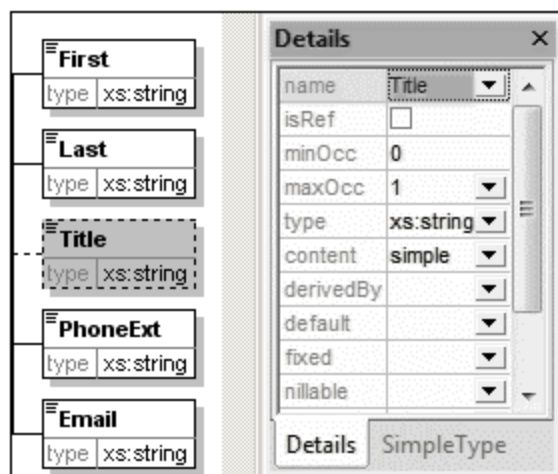 First
type xs:string
Last
type xs:string
Title
type xs:string
PhoneExt
type xs:string
Email
type xs:string
Details
name Title
isRef
minOcc 0
maxOcc 1
type xs:string
content simple
derivedBy
default
fixed
nillable
Details SimpleType